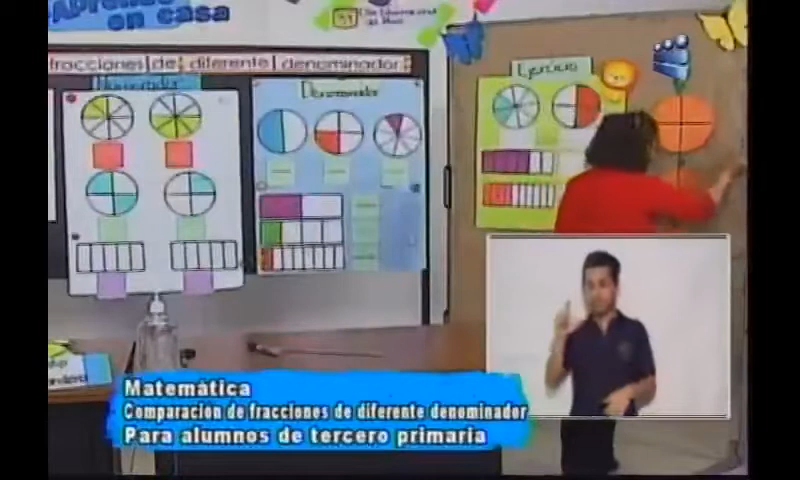 en casa
fracciones de diferente denominador
Numerador
Denominador
Ejercicio
Matemática
Comparación de fracciones de diferente denominador
Para alumnos de tercero primaria